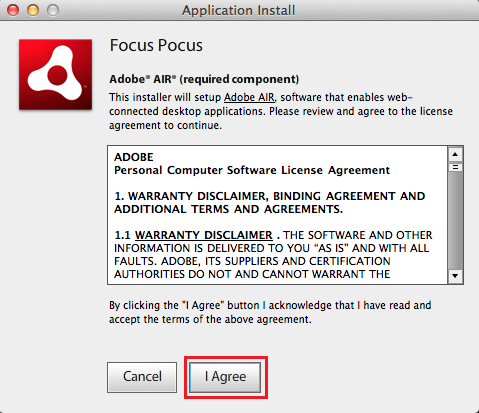 Application Install
Focus Pocus
Adobe® AIR® (required component)
This installer will setup Adobe AIR, software that enables web-
connected desktop applications. Please review and agree to the license
agreement to continue.
ADOBE
Personal Computer Software License Agreement
1. WARRANTY DISCLAIMER, BINDING AGREEMENT AND
ADDITIONAL TERMS AND AGREEMENTS.
1.1 WARRANTY DISCLAIMER . THE SOFTWARE AND OTHER
INFORMATION IS DELIVERED TO YOU “AS IS” AND WITH ALL
FAULTS. ADOBE, ITS SUPPLIERS AND CERTIFICATION
AUTHORITIES DO NOT AND CANNOT WARRANT THE
By clicking the "I Agree" button I acknowledge that I have read and
accept the terms of the above agreement.
Cancel
I Agree